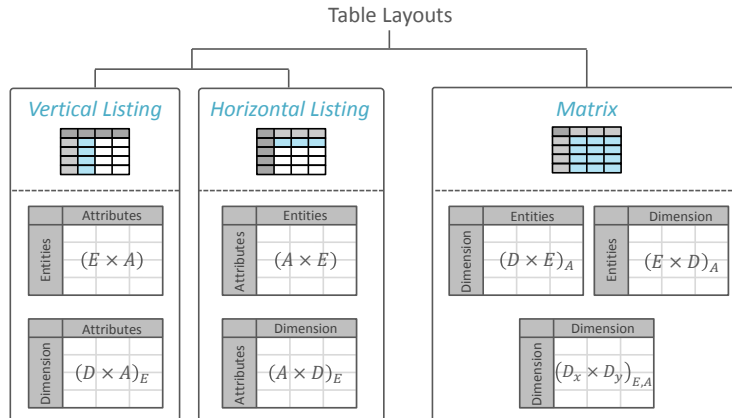 Table Layouts
Vertical Listing
Horizontal Listing
Matrix
Attributes
Entities
(E × A)
Attributes
Dimension
(D × A)_E
Entities
Attributes
(A × E)
Dimension
Attributes
(A × D)_E
Entities
Dimension
(D × E)_A
Dimension
Entities
(E × D)_A
Dimension
Dimension
(D_x × D_y)_{E,A}